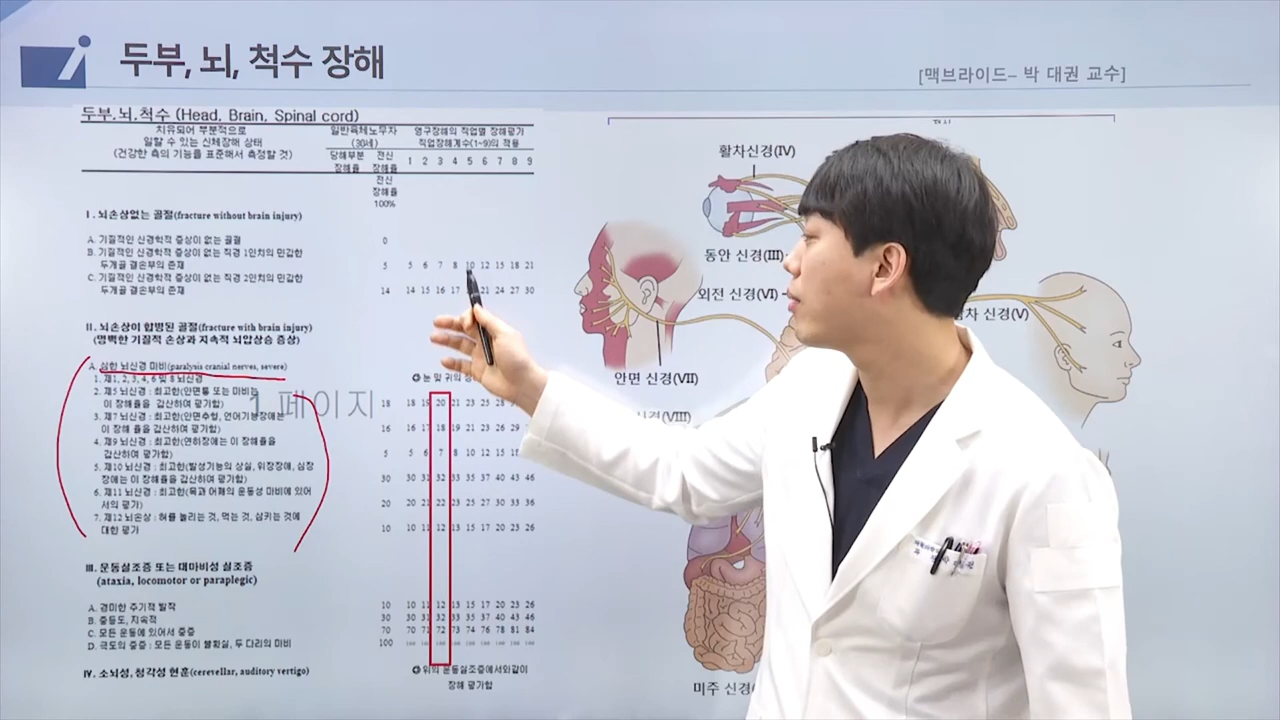 두부, 뇌, 척수 장해
[맥브라이드– 박 대권 교수]
두부,뇌,척수 (Head, Brain, Spinal cord)
치유되어 부분적으로
일할 수 있는 신체장해 상태
(건강한 측의 기능를 표준해서 측정할 것)
일반육체노무자
(30세)
영구장해의 직업별 장해평가
직업장해계수(1~9)의 적용
당해부분
장해율
전신
장해율
1 2 3 4 5 6 7 8 9
전신
장해율
100%
Ⅰ. 뇌손상없는 골절(fracture without brain injury)
A. 기질적인 신경학적 증상이 없는 골절
0
B. 기질적인 신경학적 증상이 없는 직경 1인치의 민감한
두개골 결손부의 존재
5 5 6 7 8 10 12 15 18 21
C. 기질적인 신경학적 증상이 없는 직경 2인치의 민감한
두개골 결손부의 존재
14 14 15 16 17 21 24 27 30
Ⅱ. 뇌손상이 합병된 골절(fracture with brain injury)
(명백한 기질적 손상과 지속적 뇌압상승 증상)
A. 심한 뇌신경 마비(paralysis cranial nerves, severe)
1. 제1, 2, 3, 4, 6 및 8 뇌신경
눈 및 귀의 장
2. 제5 뇌신경 : 최고한(안면통 또는 마비는
이 장해율을 감산하여 평가함)
18 18 19 20 21 23 25 28
3. 제7 뇌신경 : 최고한(안면수형, 언어기능장애는
이 장해 율을 감산하여 평가함)
16 16 17 18 19 21 23 26 29
4. 제9 뇌신경 : 최고한(연하장애는 이 장해율을
감산하여 평가함)
5 5 6 7 8 10 12 15 18
5. 제10 뇌신경 : 최고한(발성기능의 상실, 위장장애, 심장
장애는 이 장해율을 감산하여 평가함)
30 30 31 32 33 35 37 40 43 46
6. 제11 뇌신경 : 최고한(목과 어깨의 운동성 마비에 있어
서의 평가)
20 20 21 22 23 25 27 30 33 36
7. 제12 뇌손상 : 혀를 놀리는 것, 먹는 것, 삼키는 것에
대한 평가
10 10 11 12 13 15 17 20 23 26
1 페이지
Ⅲ. 운동실조증 또는 대마비성 실조증
(ataxia, locomotor or paraplegic)
A. 경미한 주기적 발작
10 10 11 12 13 15 17 20 23 26
B. 중등도, 지속적
30 30 31 32 33 35 37 40 43 46
C. 모든 운동에 있어서 중증
70 70 71 72 73 74 76 78 81 84
D. 극도의 중증 : 모든 운동이 불확실, 두 다리의 마비
100 100 100 100 100 100 100 100 100 100
Ⅳ. 소뇌성, 청각성 현훈(cerevellar, auditory vertigo)
위의 운동실조증에서와같이
장해 평가함
활차신경(IV)
동안 신경(III)
외전 신경(VI)
차 신경(V)
안면 신경(VII)
신경(VIII)
미주 신경